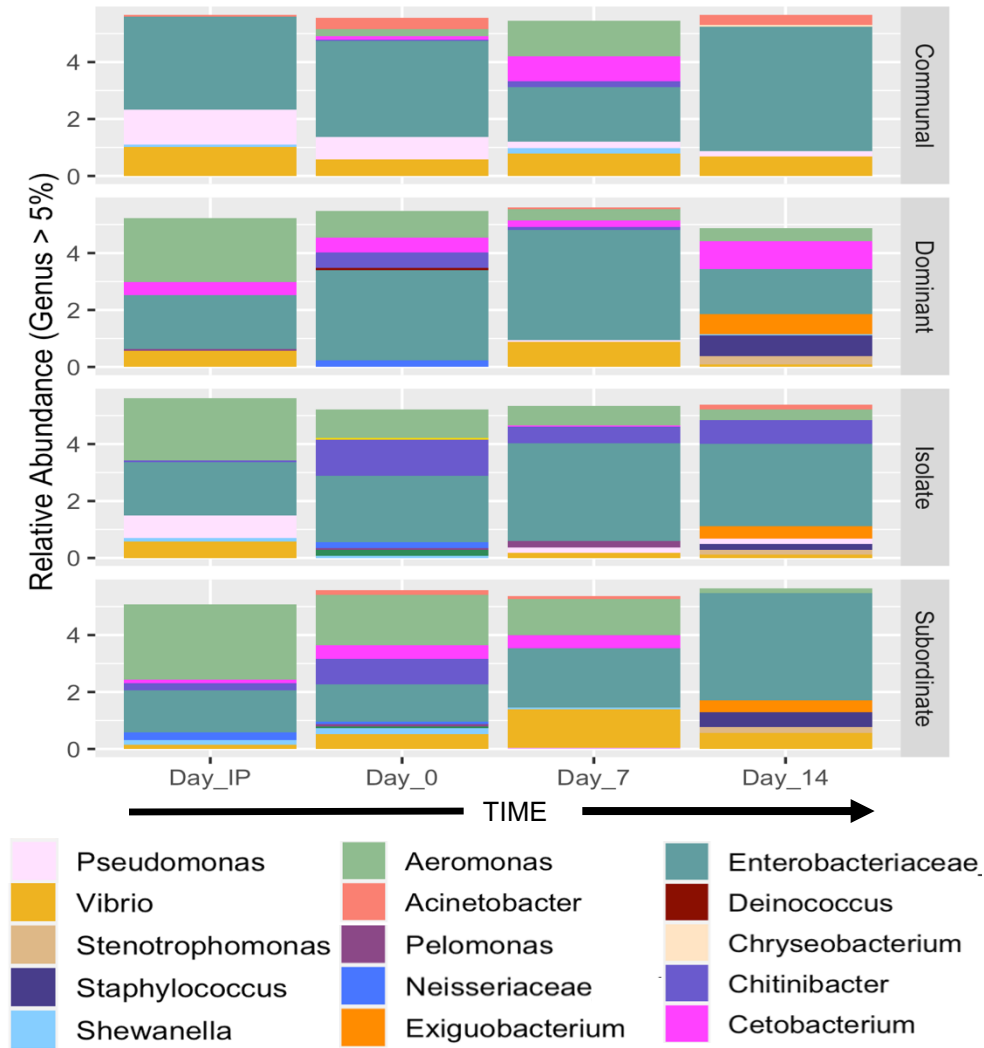 Relative Abundance (Genus > 5%)
4
2
0
Communal
4
2
0
Dominant
4
2
0
Isolate
4
2
0
Subordinate
Day_IP Day_0 Day_7 Day_14
TIME
Pseudomonas Aeromonas Enterobacteriaceae_
Vibrio Acinetobacter Deinococcus
Stenotrophomonas Pelomonas Chryseobacterium
Staphylococcus Neisseriaceae Chitinibacter
Shewanella Exiguobacterium Cetobacterium